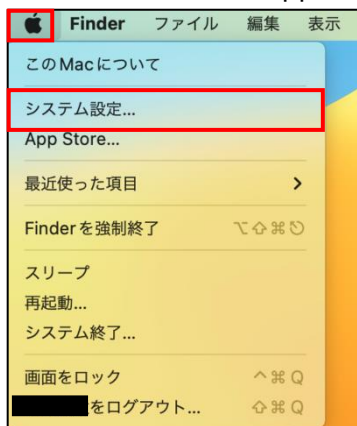 Finder ファイル 編集 表示
このMacについて
システム設定...
App Store...
最近使った項目 >
Finderを強制終了 ⌥⇧⌘⎋
スリープ
再起動...
システム終了...
画面をロック ^⌘Q
をログアウト... ⇧⌘Q